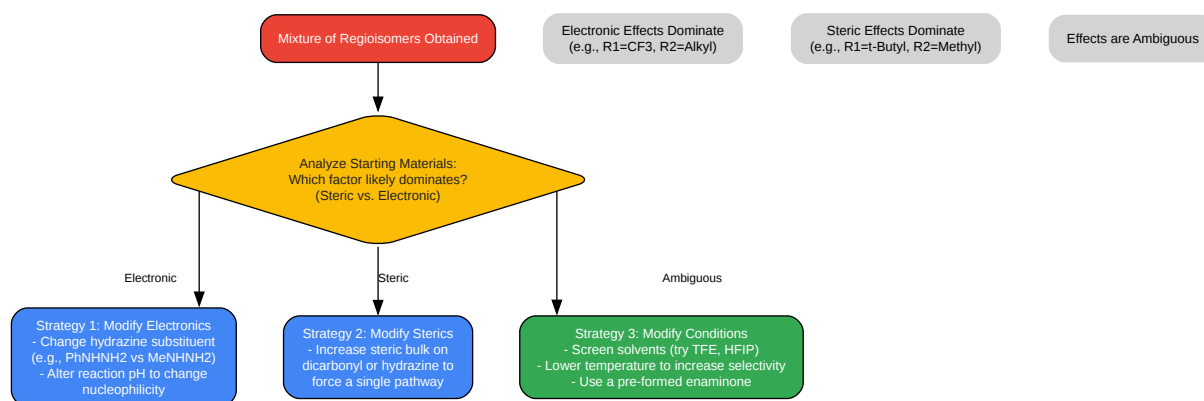 Mixture of Regioisomers Obtained
Electronic Effects Dominate
(e.g., R1=CF3, R2=Alkyl)
Steric Effects Dominate
(e.g., R1=t-Butyl, R2=Methyl)
Effects are Ambiguous
Analyze Starting Materials:
Which factor likely dominates?
(Steric vs. Electronic)
Electronic
Steric
Ambiguous
Strategy 1: Modify Electronics
- Change hydrazine substituent
(e.g., PhNHNH2 vs MeNHNH2)
- Alter reaction pH to change
nucleophilicity
Strategy 2: Modify Sterics
- Increase steric bulk on
dicarbonyl or hydrazine to
force a single pathway
Strategy 3: Modify Conditions
- Screen solvents (try TFE, HFIP)
- Lower temperature to increase selectivity
- Use a pre-formed enaminone